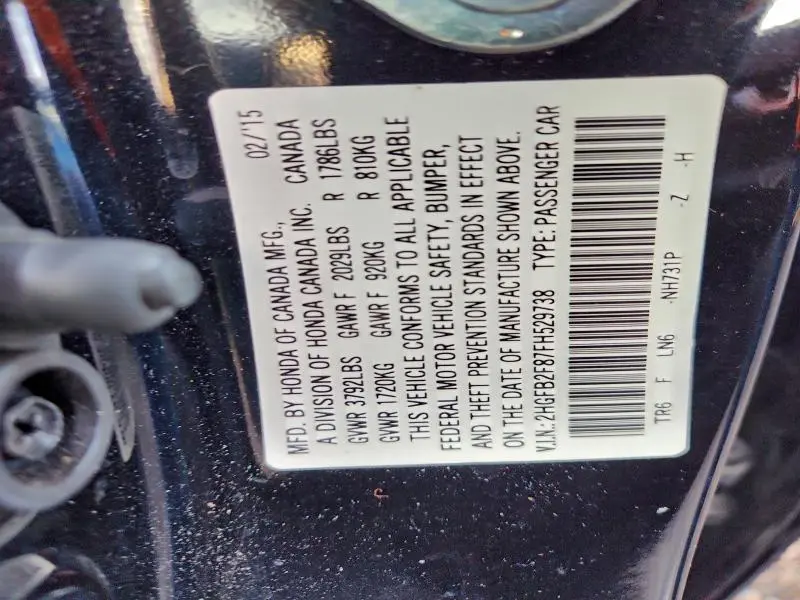 MFD. BY HONDA OF CANADA MFG., 02/'15
A DIVISION OF HONDA CANADA INC. CANADA
GVWR 3792LBS GAWR F 2029LBS R 1786LBS
GVWR 1720KG GAWR F 920KG R 810KG
THIS VEHICLE CONFORMS TO ALL APPLICABLE
FEDERAL MOTOR VEHICLE SAFETY, BUMPER,
AND THEFT PREVENTION STANDARDS IN EFFECT
ON THE DATE OF MANUFACTURE SHOWN ABOVE.
V.I.N.: 2HGFB2F87FH529738 TYPE: PASSENGER CAR
TR6 F LN6 -NH731P -Z -H